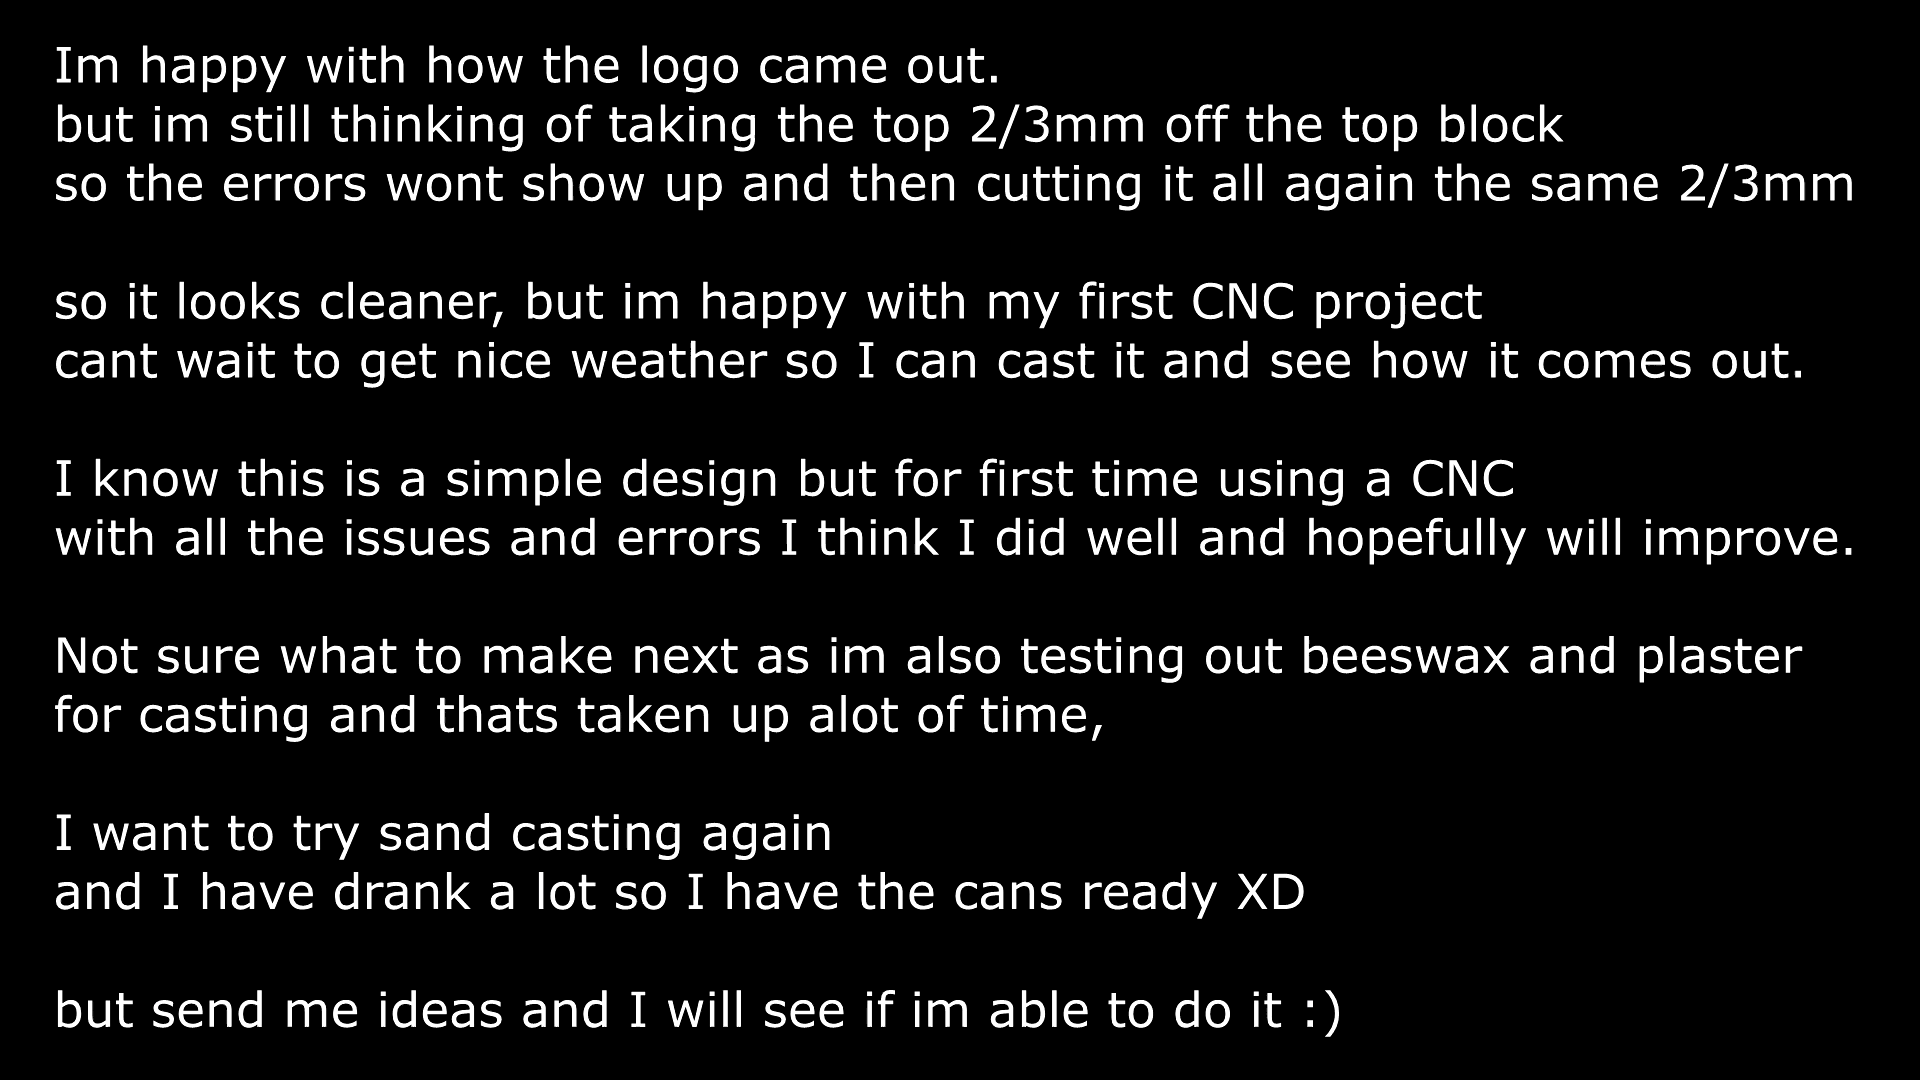 Im happy with how the logo came out.
but im still thinking of taking the top 2/3mm off the top block
so the errors wont show up and then cutting it all again the same 2/3mm
so it looks cleaner, but im happy with my first CNC project
cant wait to get nice weather so I can cast it and see how it comes out.
I know this is a simple design but for first time using a CNC
with all the issues and errors I think I did well and hopefully will improve.
Not sure what to make next as im also testing out beeswax and plaster
for casting and thats taken up alot of time,
I want to try sand casting again
and I have drank a lot so I have the cans ready XD
but send me ideas and I will see if im able to do it :)